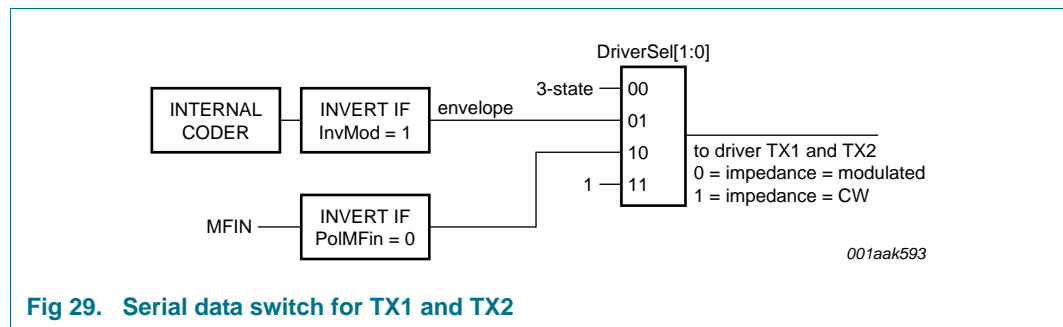 DriverSel[1:0]
3-state
00
INTERNAL
CODER
INVERT IF
InvMod = 1
envelope
01
10
1
11
MFIN
INVERT IF
PolMFin = 0
to driver TX1 and TX2
0 = impedance = modulated
1 = impedance = CW
001aak593
Fig 29. Serial data switch for TX1 and TX2